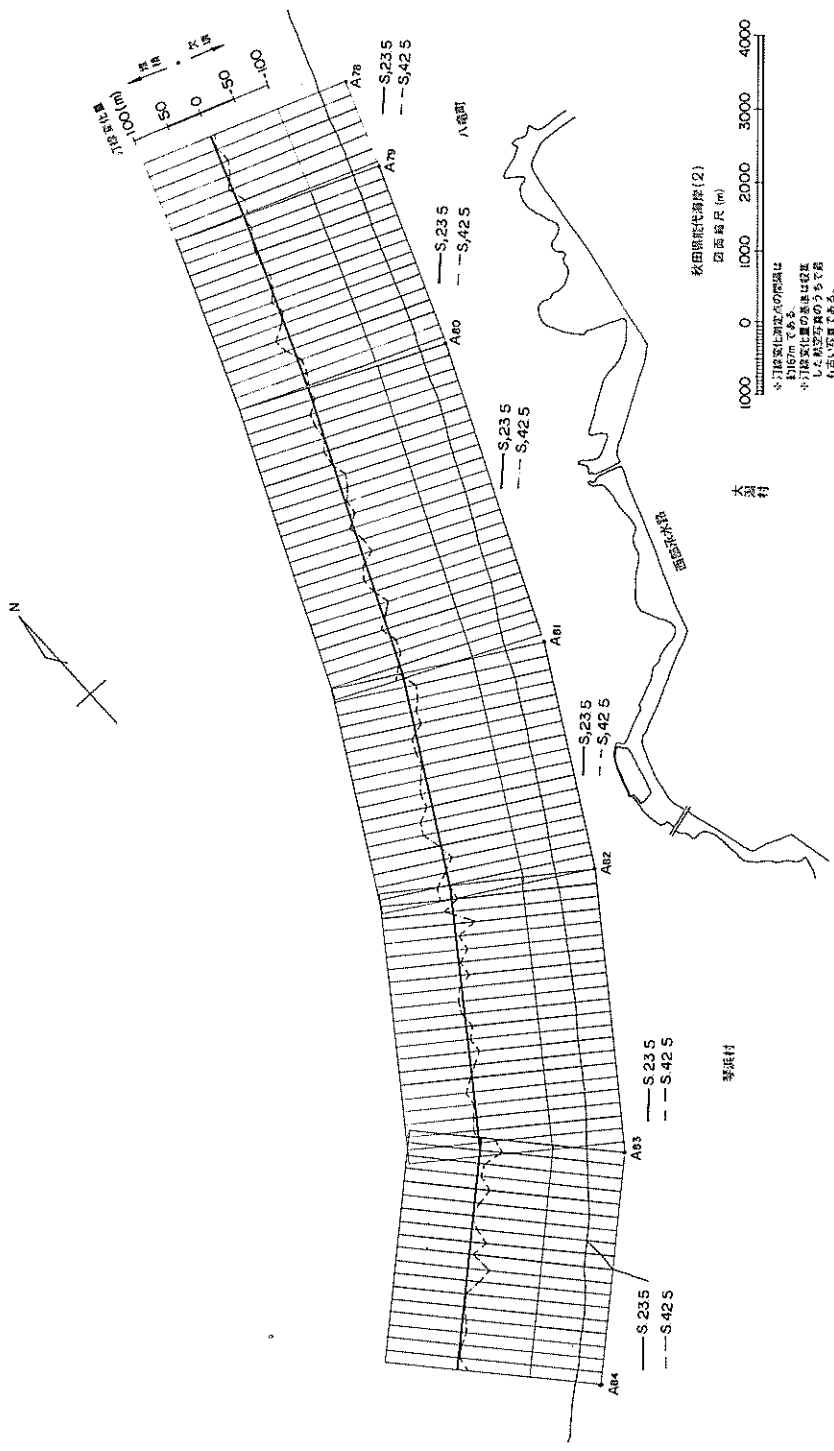 N
汀線変化量
100(m)
50
0
-50
-100
堆積
欠潰
A78
S,23.5
S,42.5
八竜町
A79
S,23.5
S,42.5
A80
S,23.5
S,42.5
A81
S,23.5
S,42.5
A82
S.23.5
S.42.5
琴浜村
A83
S.23.5
S.42.5
A84
大潟村
西部承水路
秋田県能代海岸(2)
図面縮尺 (m)
1000 0 1000 2000 3000 4000
※汀線変化測定点の間隔は
約167mである。
※汀線変化量の基準は収集
した航空写真のうちで最
も古い写真である。